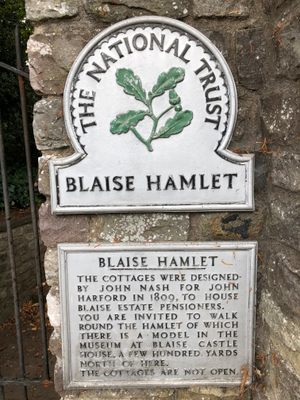 THE NATIONAL TRUST
BLAISE HAMLET
BLAISE HAMLET
THE COTTAGES WERE DESIGNED
BY JOHN NASH FOR JOHN
HARFORD IN 1809, TO HOUSE
BLAISE ESTATE PENSIONERS.
YOU ARE INVITED TO WALK
ROUND THE HAMLET OF WHICH
THERE IS A MODEL IN THE
MUSEUM AT BLAISE CASTLE
HOUSE, A FEW HUNDRED YARDS
NORTH OF HERE.
THE COTTAGES ARE NOT OPEN.